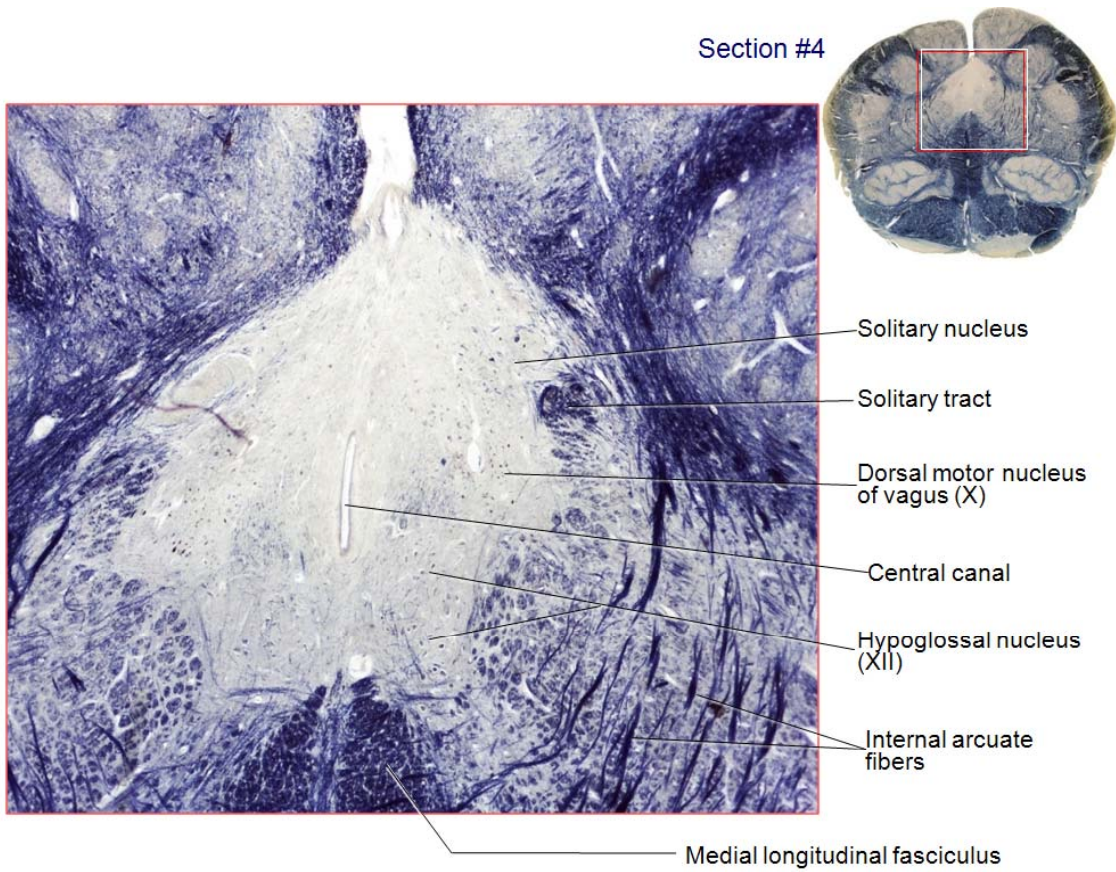 Section #4
Solitary nucleus
Solitary tract
Dorsal motor nucleus
of vagus (X)
Central canal
Hypoglossal nucleus
(XII)
Internal arcuate
fibers
Medial longitudinal fasciculus